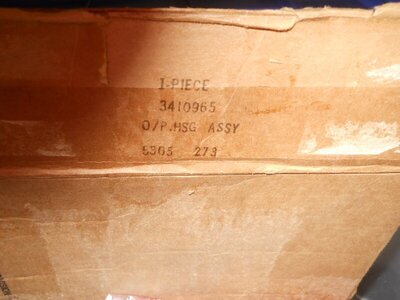 1-PIECE
3410965
O/P.HSG ASSY
5305 273